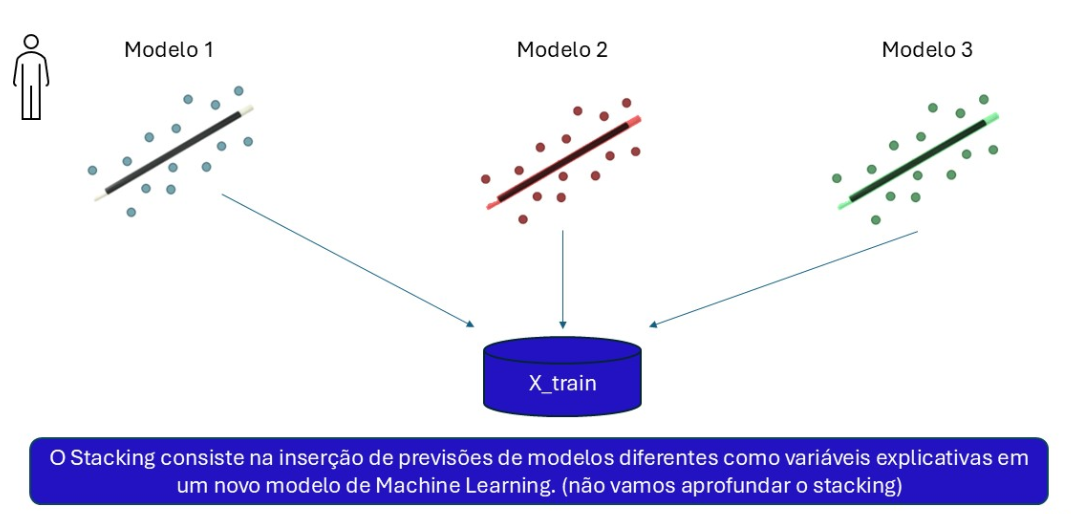 Modelo 1
Modelo 2
Modelo 3
X_train
O Stacking consiste na inserção de previsões de modelos diferentes como variáveis explicativas em
um novo modelo de Machine Learning. (não vamos aprofundar o stacking)